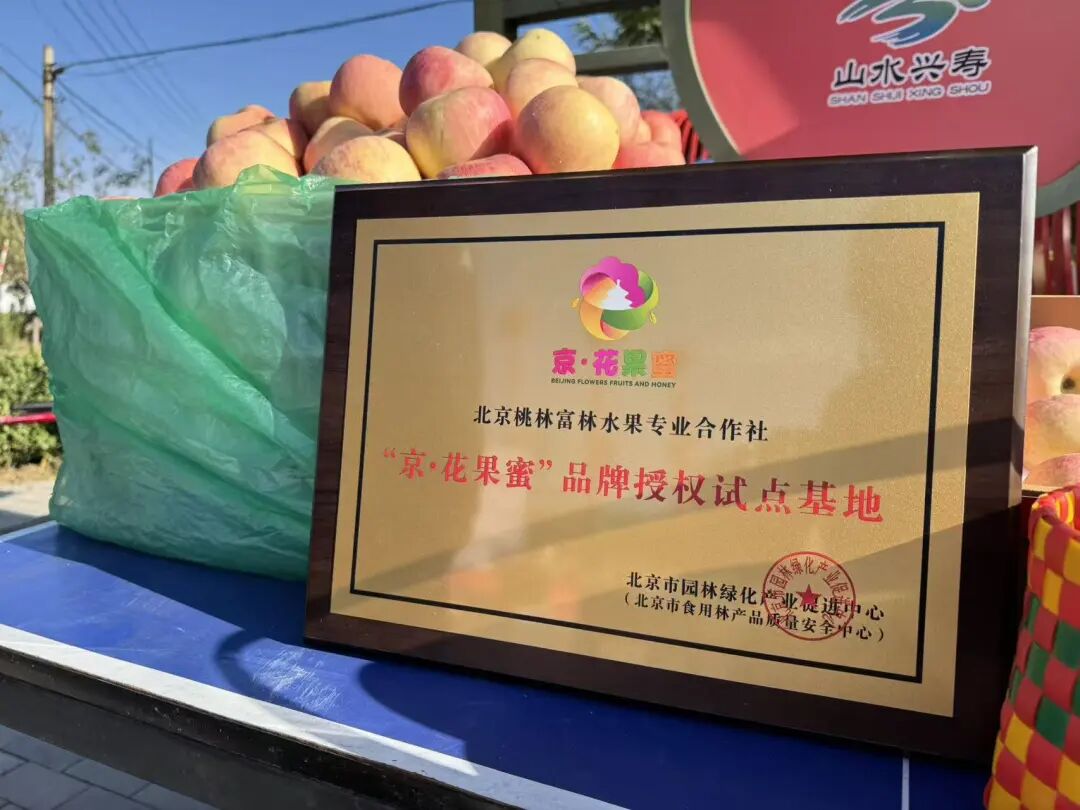 山水兴寿
SHAN SHUI XING SHOU
京·花果蜜
BEIJING FLOWERS FRUITS AND HONEY
北京桃林富林水果专业合作社
“京·花果蜜”品牌授权试点基地
北京市园林绿化产业促进中心
(北京市食用林产品质量安全中心)